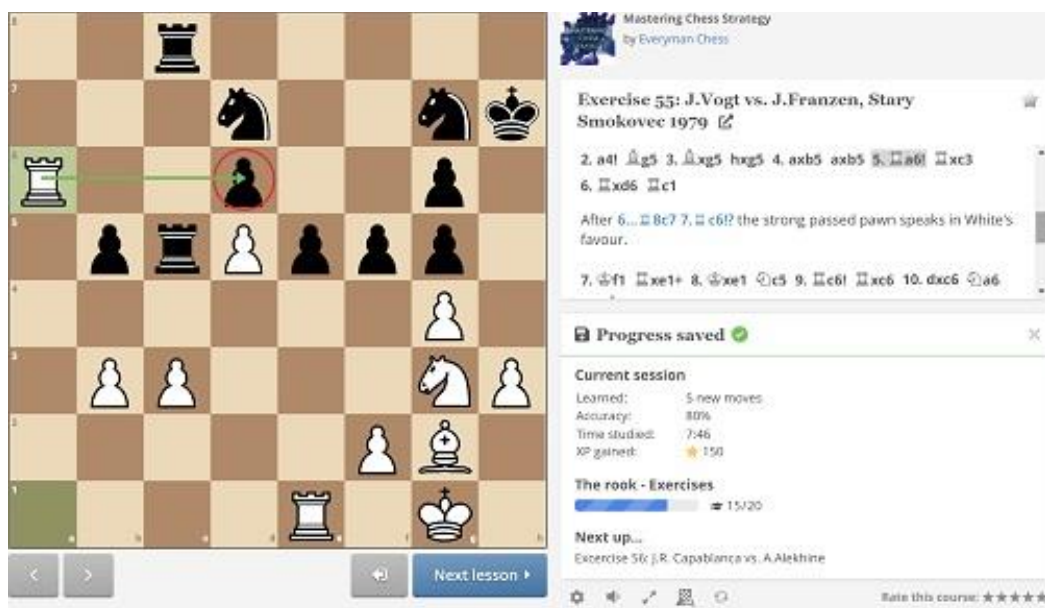 Mastering Chess Strategy
by Everyman Chess
Exercise 55: J.Vogt vs. J.Franzen, Stary
Smokovec 1979
2. a4! ♗g5 3. ♗xg5 hxg5 4. axb5 axb5 5. ♖a6! ♖xc3
6. ♖xd6 ♖c1
After 6...♖8c7 7. ♖c6!? the strong passed pawn speaks in White's
favour.
7. ♔f1 ♖xe1+ 8. ♔xe1 ♘c5 9. ♖c6! ♖xc6 10. dxc6 ♘a6
Progress saved
Current session
Learned: 5 new moves
Accuracy: 80%
Time studied: 7:46
XP gained: 150
The rook - Exercises
15/20
Next up...
Excercise 56: J.R. Capablanca vs. A.Alekhine
Next lesson
Rate this course: